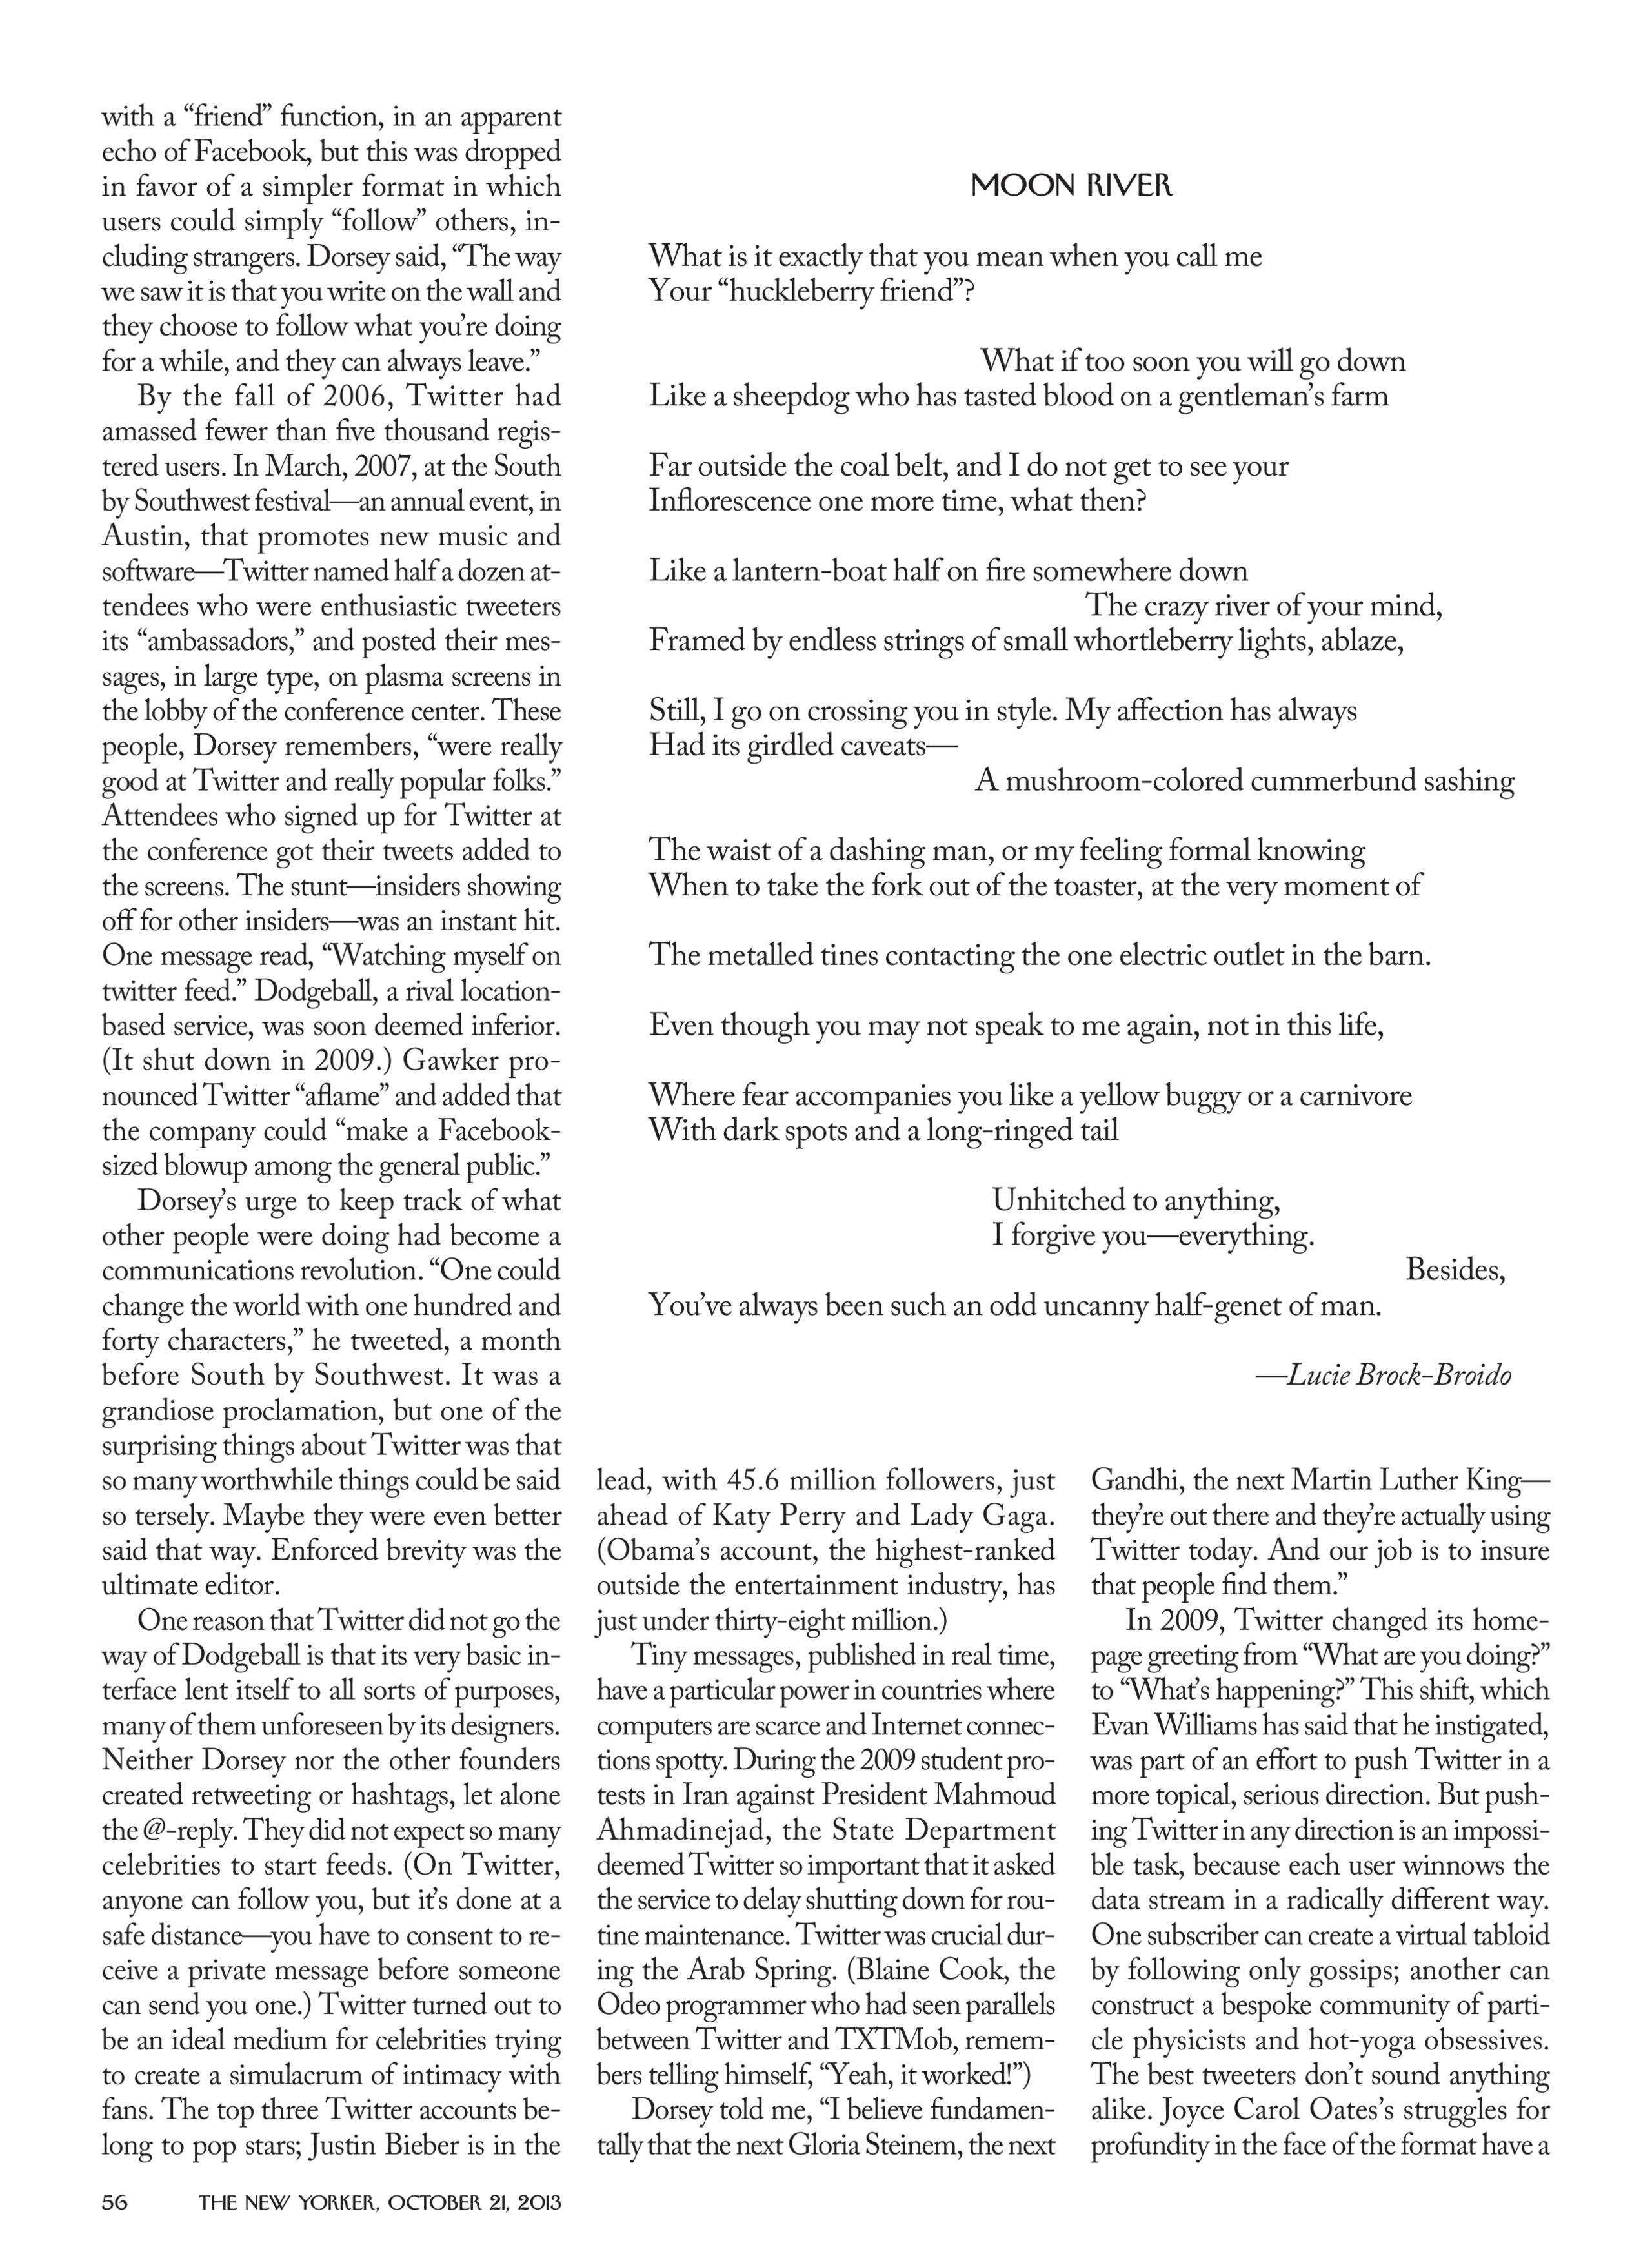 with a “friend” function, in an apparent
echo of Facebook, but this was dropped
in favor of a simpler format in which
users could simply “follow” others, in-
cluding strangers. Dorsey said, “The way
we saw it is that you write on the wall and
they choose to follow what you’re doing
for a while, and they can always leave.”
By the fall of 2006, Twitter had
amassed fewer than five thousand regis-
tered users. In March, 2007, at the South
by Southwest festival—an annual event, in
Austin, that promotes new music and
software—Twitter named half a dozen at-
tendees who were enthusiastic tweeters
its “ambassadors,” and posted their mes-
sages, in large type, on plasma screens in
the lobby of the conference center. These
people, Dorsey remembers, “were really
good at Twitter and really popular folks.”
Attendees who signed up for Twitter at
the conference got their tweets added to
the screens. The stunt—insiders showing
off for other insiders—was an instant hit.
One message read, “Watching myself on
twitter feed.” Dodgeball, a rival location-
based service, was soon deemed inferior.
(It shut down in 2009.) Gawker pro-
nounced Twitter “aflame” and added that
the company could “make a Facebook-
sized blowup among the general public.”
Dorsey’s urge to keep track of what
other people were doing had become a
communications revolution. “One could
change the world with one hundred and
forty characters,” he tweeted, a month
before South by Southwest. It was a
grandiose proclamation, but one of the
surprising things about Twitter was that
so many worthwhile things could be said
so tersely. Maybe they were even better
said that way. Enforced brevity was the
ultimate editor.
One reason that Twitter did not go the
way of Dodgeball is that its very basic in-
terface lent itself to all sorts of purposes,
many of them unforeseen by its designers.
Neither Dorsey nor the other founders
created retweeting or hashtags, let alone
the @-reply. They did not expect so many
celebrities to start feeds. (On Twitter,
anyone can follow you, but it’s done at a
safe distance—you have to consent to re-
ceive a private message before someone
can send you one.) Twitter turned out to
be an ideal medium for celebrities trying
to create a simulacrum of intimacy with
fans. The top three Twitter accounts be-
long to pop stars; Justin Bieber is in the
MOON RIVER
What is it exactly that you mean when you call me
Your “huckleberry friend”?
What if too soon you will go down
Like a sheepdog who has tasted blood on a gentleman’s farm
Far outside the coal belt, and I do not get to see your
Inflorescence one more time, what then?
Like a lantern-boat half on fire somewhere down
The crazy river of your mind,
Framed by endless strings of small whortleberry lights, ablaze,
Still, I go on crossing you in style. My affection has always
Had its girdled caveats—
A mushroom-colored cummerbund sashing
The waist of a dashing man, or my feeling formal knowing
When to take the fork out of the toaster, at the very moment of
The metalled tines contacting the one electric outlet in the barn.
Even though you may not speak to me again, not in this life,
Where fear accompanies you like a yellow buggy or a carnivore
With dark spots and a long-ringed tail
Unhitched to anything,
I forgive you—everything.
Besides,
You’ve always been such an odd uncanny half-genet of man.
—Lucie Brock-Broido
lead, with 45.6 million followers, just
ahead of Katy Perry and Lady Gaga.
(Obama’s account, the highest-ranked
outside the entertainment industry, has
just under thirty-eight million.)
Tiny messages, published in real time,
have a particular power in countries where
computers are scarce and Internet connec-
tions spotty. During the 2009 student pro-
tests in Iran against President Mahmoud
Ahmadinejad, the State Department
deemed Twitter so important that it asked
the service to delay shutting down for rou-
tine maintenance. Twitter was crucial dur-
ing the Arab Spring. (Blaine Cook, the
Odeo programmer who had seen parallels
between Twitter and TXTMob, remem-
bers telling himself, “Yeah, it worked!”)
Dorsey told me, “I believe fundamen-
tally that the next Gloria Steinem, the next
Gandhi, the next Martin Luther King—
they’re out there and they’re actually using
Twitter today. And our job is to insure
that people find them.”
In 2009, Twitter changed its home-
page greeting from “What are you doing?”
to “What’s happening?” This shift, which
Evan Williams has said that he instigated,
was part of an effort to push Twitter in a
more topical, serious direction. But push-
ing Twitter in any direction is an impossi-
ble task, because each user winnows the
data stream in a radically different way.
One subscriber can create a virtual tabloid
by following only gossips; another can
construct a bespoke community of parti-
cle physicists and hot-yoga obsessives.
The best tweeters don’t sound anything
alike. Joyce Carol Oates’s struggles for
profundity in the face of the format have a
56 THE NEW YORKER, OCTOBER 21, 2013